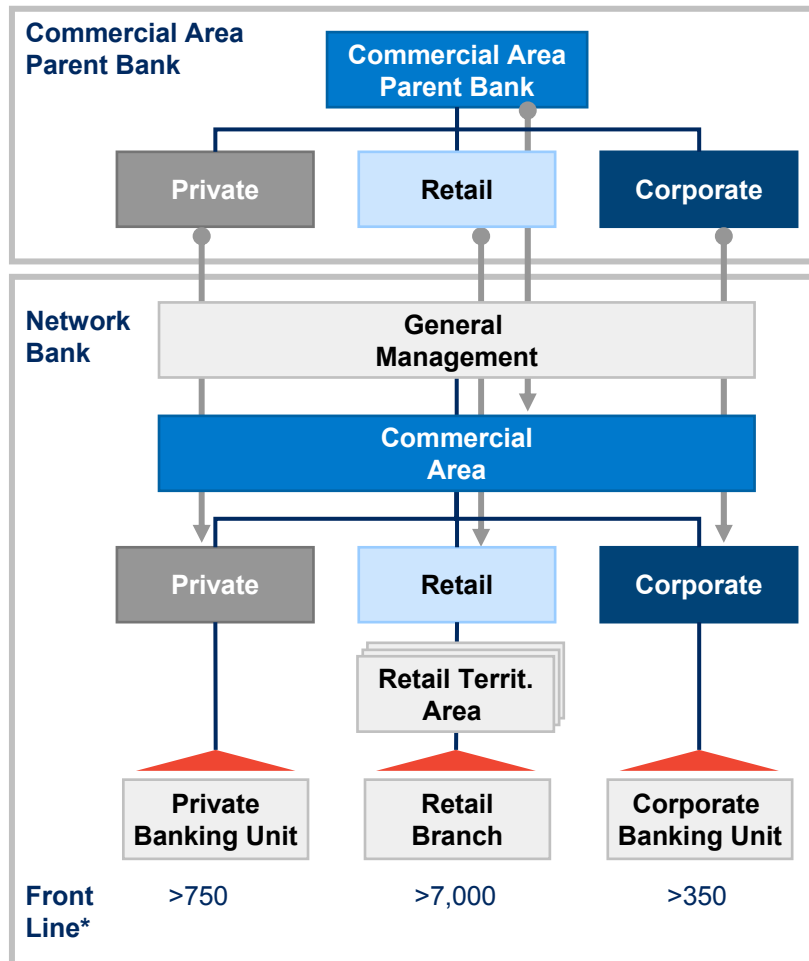 Commercial Area
Parent Bank
Commercial Area
Parent Bank
Private
Retail
Corporate
Network
Bank
General
Management
Commercial
Area
Private
Retail
Corporate
Retail Territ.
Area
Private
Banking Unit
Retail
Branch
Corporate
Banking Unit
Front
Line*
>750
>7,000
>350